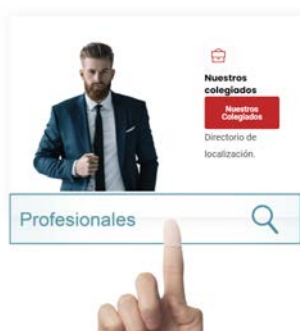 Nuestros
colegiados
Nuestros
Colegiados
Directorio de
localización.
Profesionales